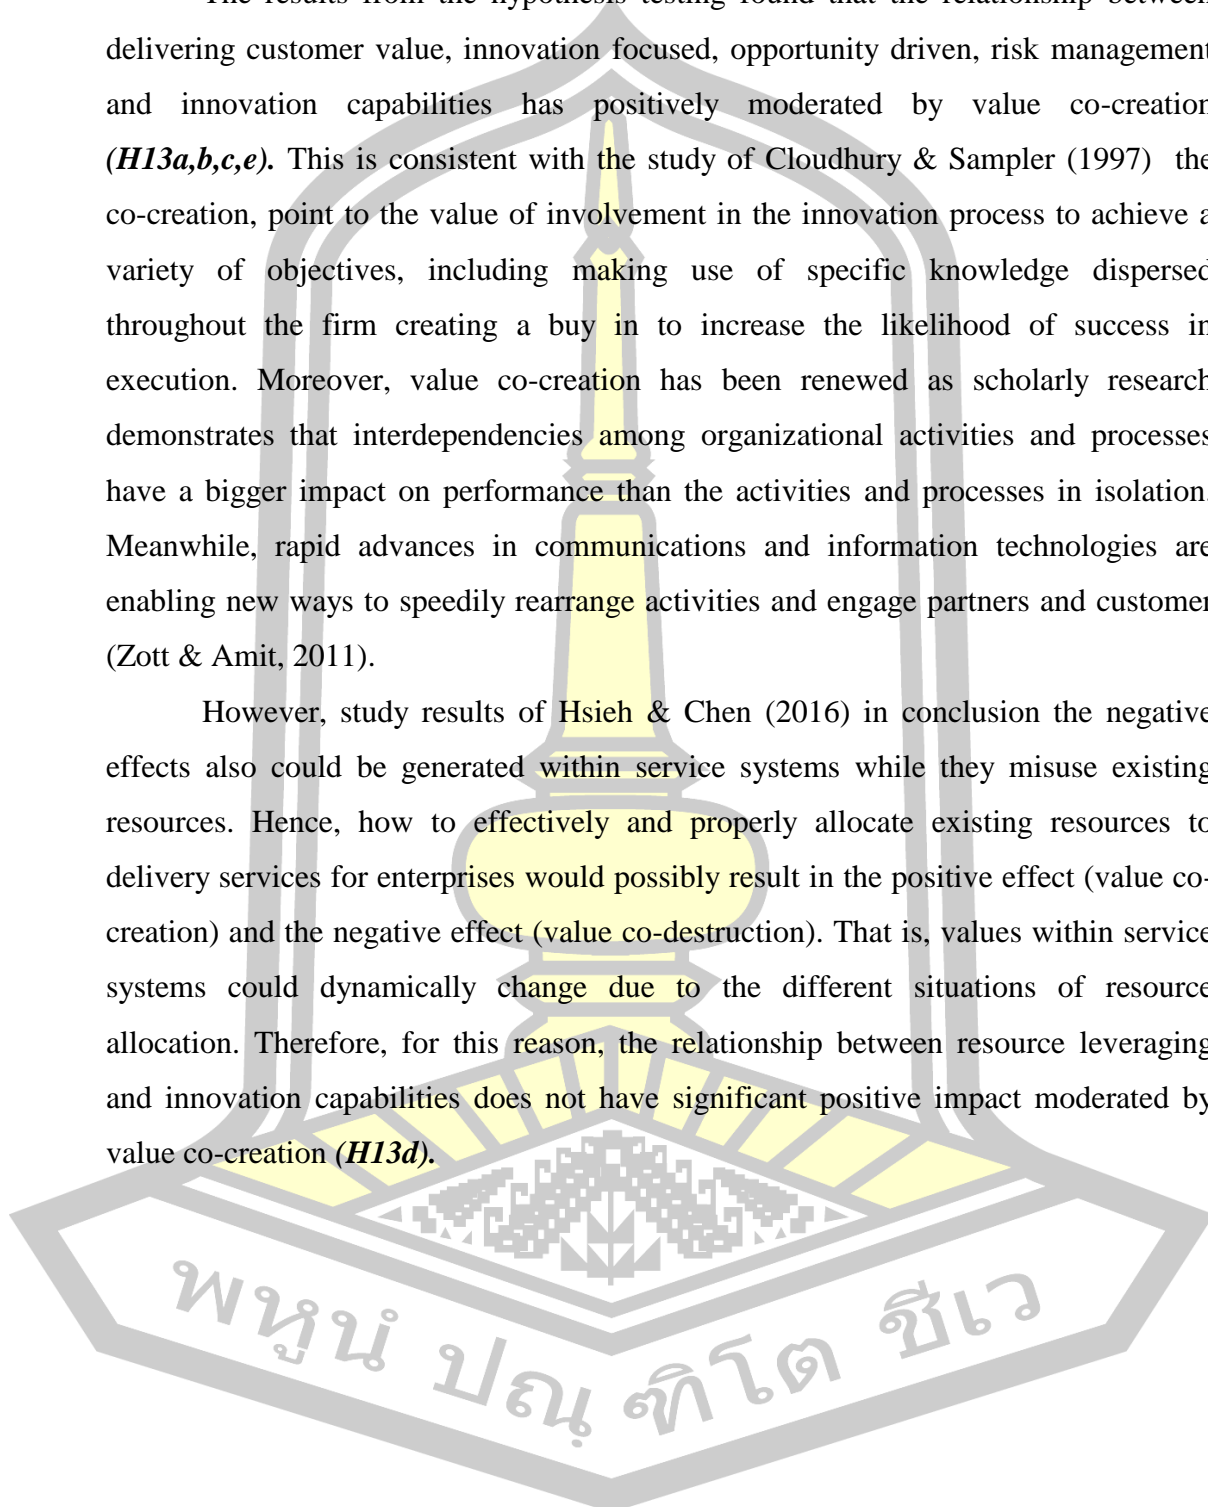 The results from the hypothesis testing found that the relationship between
delivering customer value, innovation focused, opportunity driven, risk management
and innovation capabilities has positively moderated by value co-creation
(H13a,b,c,e). This is consistent with the study of Cloudhury & Sampler (1997) the
co-creation, point to the value of involvement in the innovation process to achieve a
variety of objectives, including making use of specific knowledge dispersed
throughout the firm creating a buy in to increase the likelihood of success in
execution. Moreover, value co-creation has been renewed as scholarly research
demonstrates that interdependencies among organizational activities and processes
have a bigger impact on performance than the activities and processes in isolation.
Meanwhile, rapid advances in communications and information technologies are
enabling new ways to speedily rearrange activities and engage partners and customer
(Zott & Amit, 2011).
However, study results of Hsieh & Chen (2016) in conclusion the negative
effects also could be generated within service systems while they misuse existing
resources. Hence, how to effectively and properly allocate existing resources to
delivery services for enterprises would possibly result in the positive effect (value co-
creation) and the negative effect (value co-destruction). That is, values within service
systems could dynamically change due to the different situations of resource
allocation. Therefore, for this reason, the relationship between resource leveraging
and innovation capabilities does not have significant positive impact moderated by
value co-creation (H13d).
พหูนํ ปณฺฑิโต ชีเว